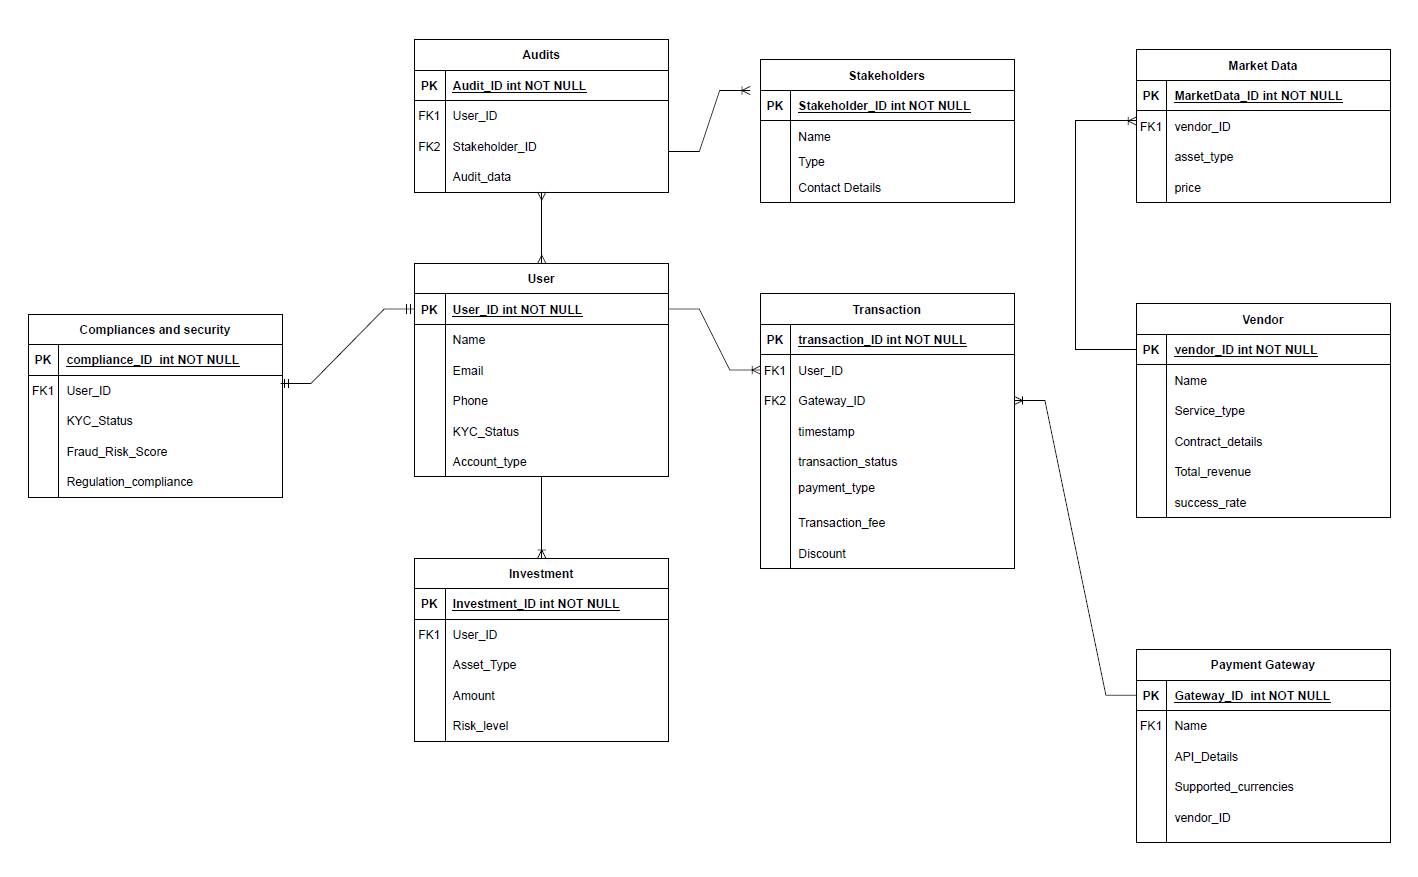 Audits
PK Audit_ID int NOT NULL
FK1 User_ID
FK2 Stakeholder_ID
Audit_data
Stakeholders
PK Stakeholder_ID int NOT NULL
Name
Type
Contact Details
Market Data
PK MarketData_ID int NOT NULL
FK1 vendor_ID
asset_type
price
Compliances and security
PK compliance_ID  int NOT NULL
FK1 User_ID
KYC_Status
Fraud_Risk_Score
Regulation_compliance
User
PK User_ID int NOT NULL
Name
Email
Phone
KYC_Status
Account_type
Transaction
PK transaction_ID int NOT NULL
FK1 User_ID
FK2 Gateway_ID
timestamp
transaction_status
payment_type
Transaction_fee
Discount
Vendor
PK vendor_ID int NOT NULL
Name
Service_type
Contract_details
Total_revenue
success_rate
Investment
PK Investment_ID int NOT NULL
FK1 User_ID
Asset_Type
Amount
Risk_level
Payment Gateway
PK Gateway_ID  int NOT NULL
FK1 Name
API_Details
Supported_currencies
vendor_ID